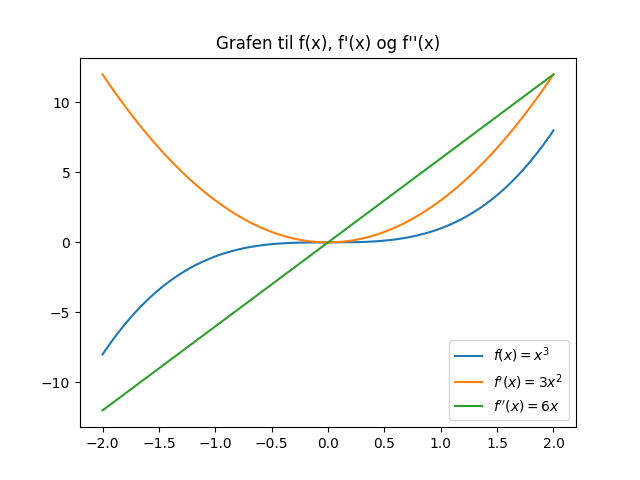 Grafen til f(x), f'(x) og f''(x)
10
5
0
−5
−10
−2.0 −1.5 −1.0 −0.5 0.0 0.5 1.0 1.5 2.0
f(x) = x³
f′(x) = 3x²
f′′(x) = 6x